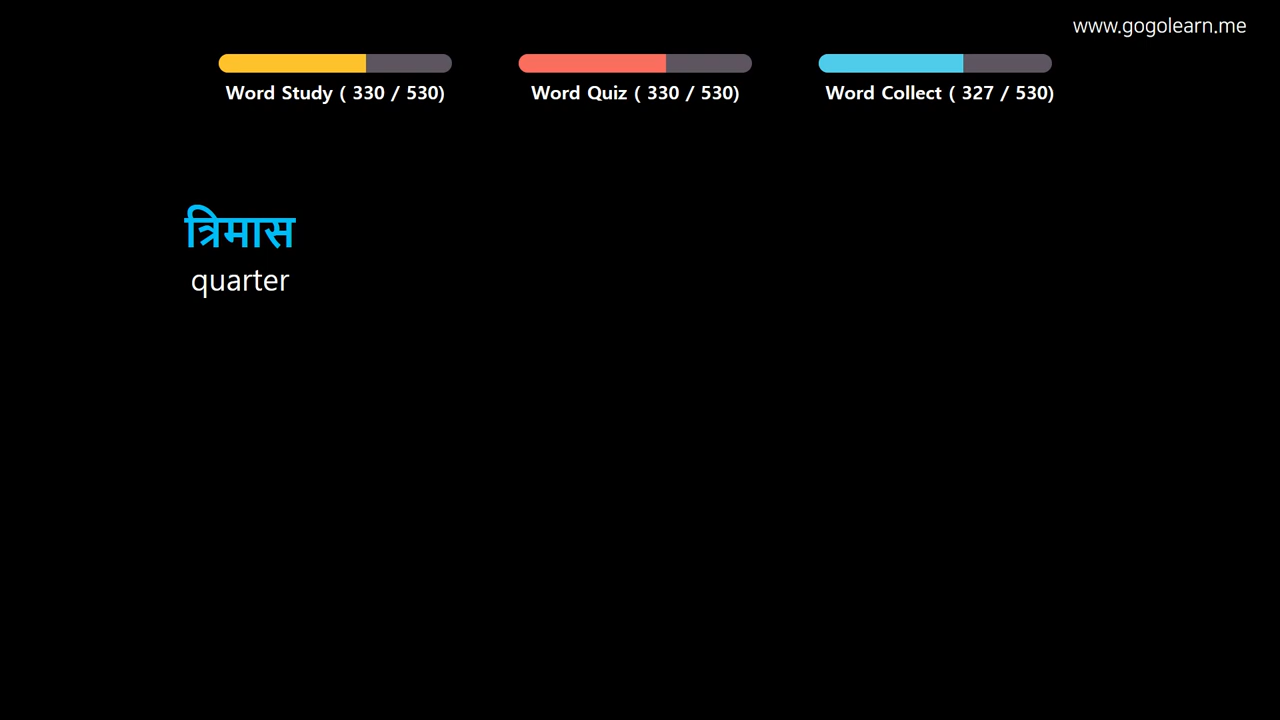 www.gogolearn.me
Word Study ( 330 / 530)
Word Quiz ( 330 / 530)
Word Collect ( 327 / 530)
त्रिमास
quarter